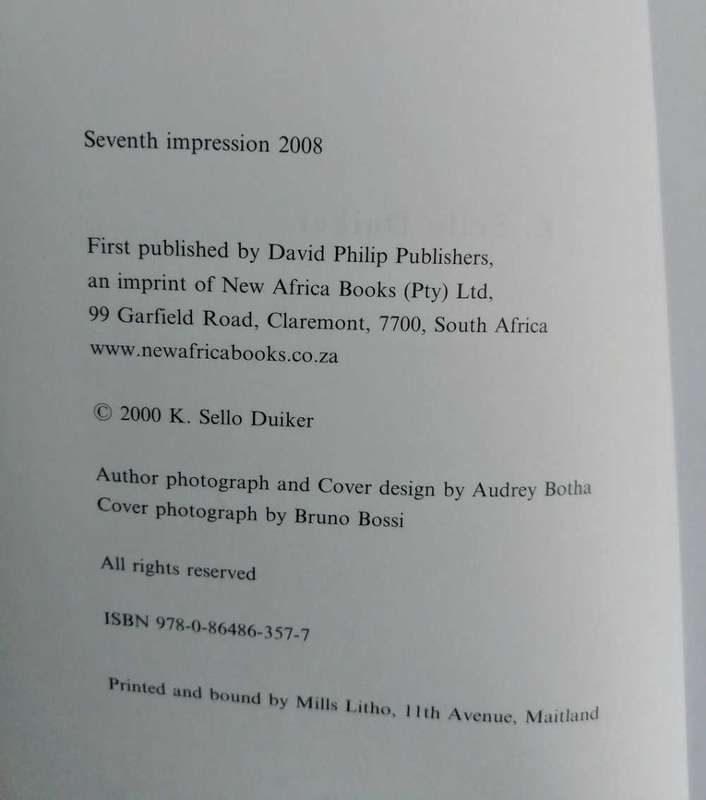 Seventh impression 2008
First published by David Philip Publishers,
an imprint of New Africa Books (Pty) Ltd,
99 Garfield Road, Claremont, 7700, South Africa
www.newafricabooks.co.za
© 2000 K. Sello Duiker
Author photograph and Cover design by Audrey Botha
Cover photograph by Bruno Bossi
All rights reserved
ISBN 978-0-86486-357-7
Printed and bound by Mills Litho, 11th Avenue, Maitland